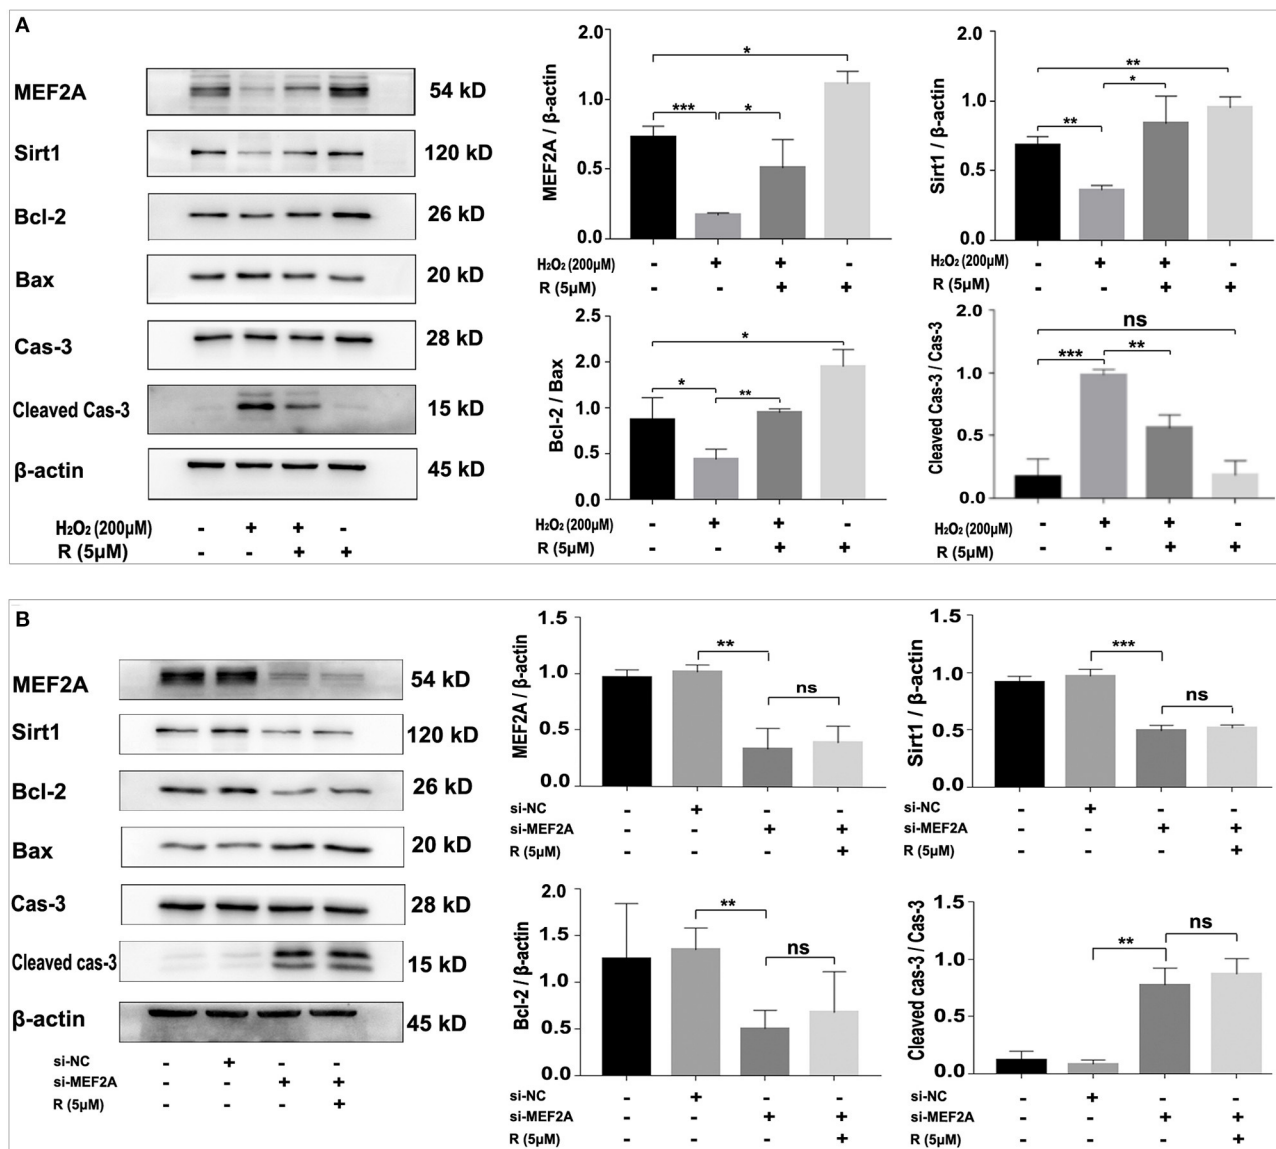 A
MEF2A 54 kD
Sirt1 120 kD
Bcl-2 26 kD
Bax 20 kD
Cas-3 28 kD
Cleaved Cas-3 15 kD
β-actin 45 kD
H₂O₂ (200μM) - + + -
R (5μM) - - + +
MEF2A / β-actin
2.0
1.0
0.5
0.0
*
***
*
H₂O₂ (200μM) - + + -
R (5μM) - - + +
Sirt1 / β-actin
2.0
1.0
0.5
0.0
**
*
**
H₂O₂ (200μM) - + + -
R (5μM) - - + +
Bcl-2 / Bax
2.5
2.0
1.0
0.5
0.0
*
*
**
H₂O₂ (200μM) - + + -
R (5μM) - - + +
Cleaved Cas-3 / Cas-3
2.0
1.0
0.5
0.0
ns
***
**
H₂O₂ (200μM) - + + -
R (5μM) - - + +
B
MEF2A 54 kD
Sirt1 120 kD
Bcl-2 26 kD
Bax 20 kD
Cas-3 28 kD
Cleaved cas-3 15 kD
β-actin 45 kD
si-NC - + - -
si-MEF2A - - + +
R (5μM) - - - +
MEF2A / β-actin
1.5
1.0
0.5
0.0
**
ns
si-NC - + - -
si-MEF2A - - + +
R (5μM) - - - +
Sirt1 / β-actin
1.5
1.0
0.5
0.0
***
ns
si-NC - + - -
si-MEF2A - - + +
R (5μM) - - - +
Bcl-2 / β-actin
2.0
1.5
1.0
0.5
0.0
**
ns
si-NC - + - -
si-MEF2A - - + +
R (5μM) - - - +
Cleaved cas-3 / Cas-3
1.5
1.0
0.5
0.0
**
ns
si-NC - + - -
si-MEF2A - - + +
R (5μM) - - - +